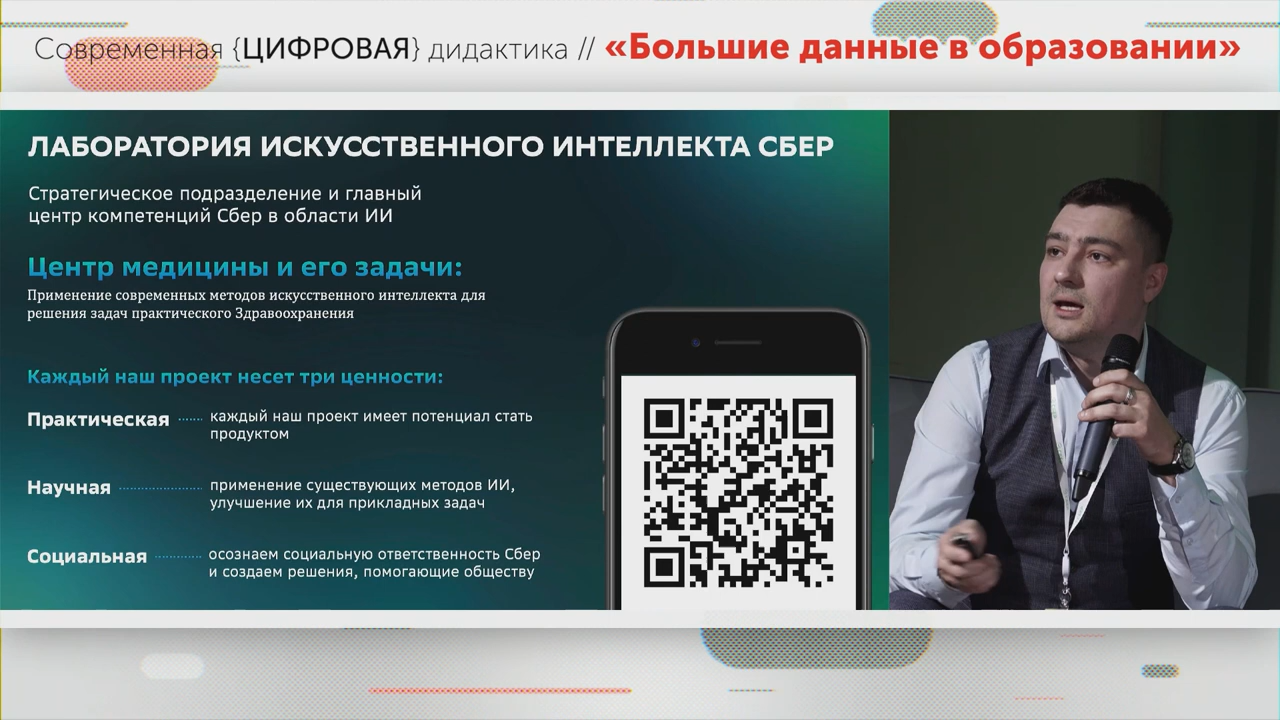 Современная {ЦИФРОВАЯ} дидактика // «Большие данные в образовании»
ЛАБОРАТОРИЯ ИСКУССТВЕННОГО ИНТЕЛЛЕКТА СБЕР
Стратегическое подразделение и главный
центр компетенций Сбер в области ИИ
Центр медицины и его задачи:
Применение современных методов искусственного интеллекта для
решения задач практического Здравоохранения
Каждый наш проект несет три ценности:
Практическая ........ каждый наш проект имеет потенциал стать
продуктом
Научная ........ применение существующих методов ИИ,
улучшение их для прикладных задач
Социальная ........ осознаем социальную ответственность Сбер
и создаем решения, помогающие обществу